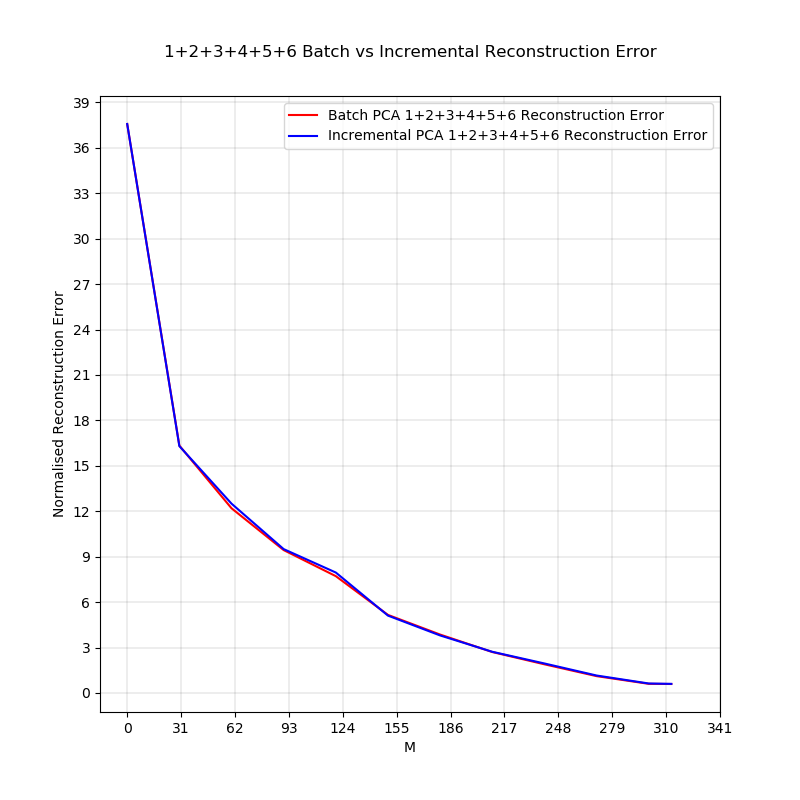 1+2+3+4+5+6 Batch vs Incremental Reconstruction Error
Batch PCA 1+2+3+4+5+6 Reconstruction Error
Incremental PCA 1+2+3+4+5+6 Reconstruction Error
Normalised Reconstruction Error
39
36
33
30
27
24
21
18
15
12
9
6
3
0
0 31 62 93 124 155 186 217 248 279 310 341
M